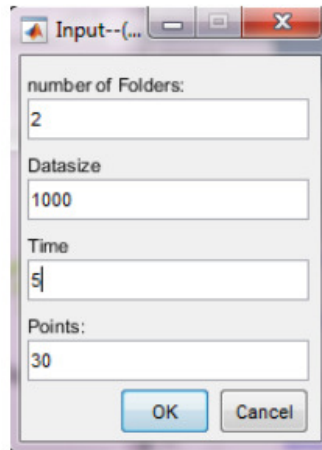 Input--(...
number of Folders:
2
Datasize
1000
Time
5
Points:
30
OK Cancel